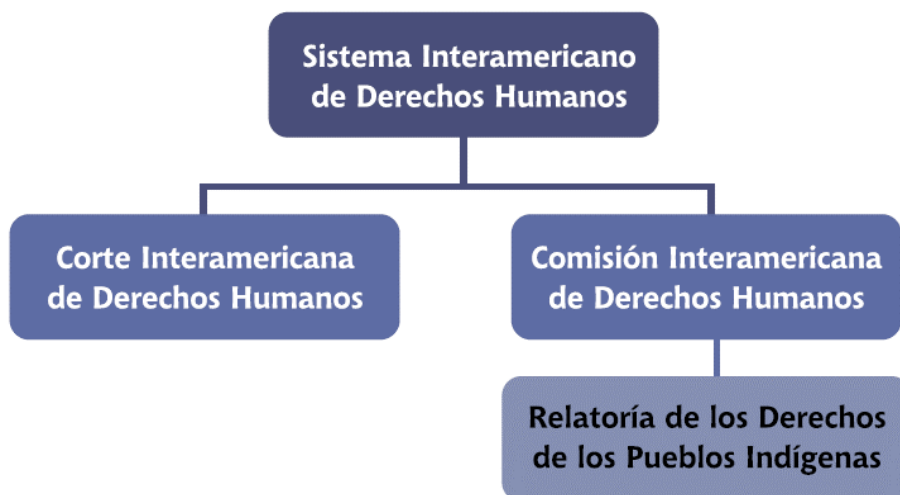 Sistema Interamericano
de Derechos Humanos
Corte Interamericana
de Derechos Humanos
Comisión Interamericana
de Derechos Humanos
Relatoría de los Derechos
de los Pueblos Indígenas